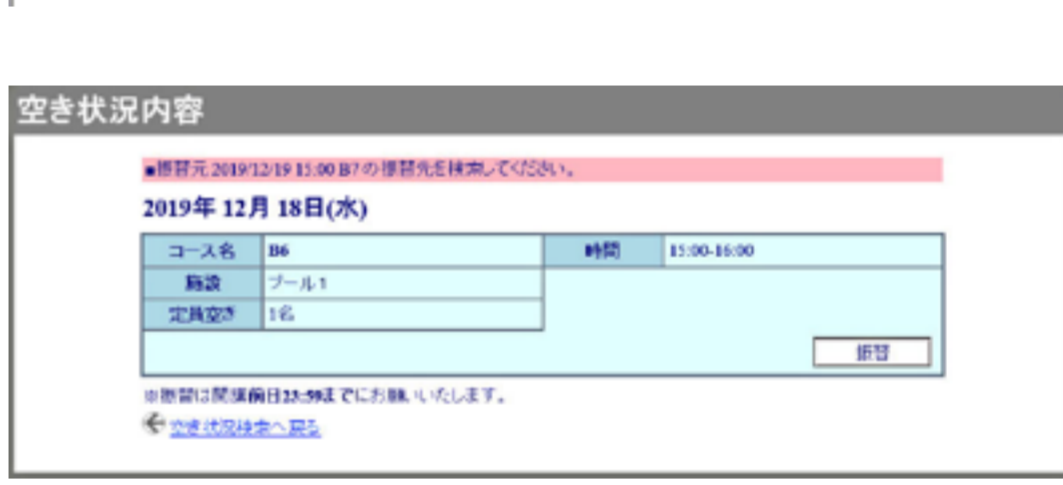 空き状況内容
■振替元 2019/12/19 15:00 B7 の振替先を検索してください。
2019年 12月 18日(水)
コース名 B6 時間 15:00-16:00
施設 プール1
定員空き 1名
振替
※振替は開講前日23:59までにお願いいたします。
空き状況検索へ戻る